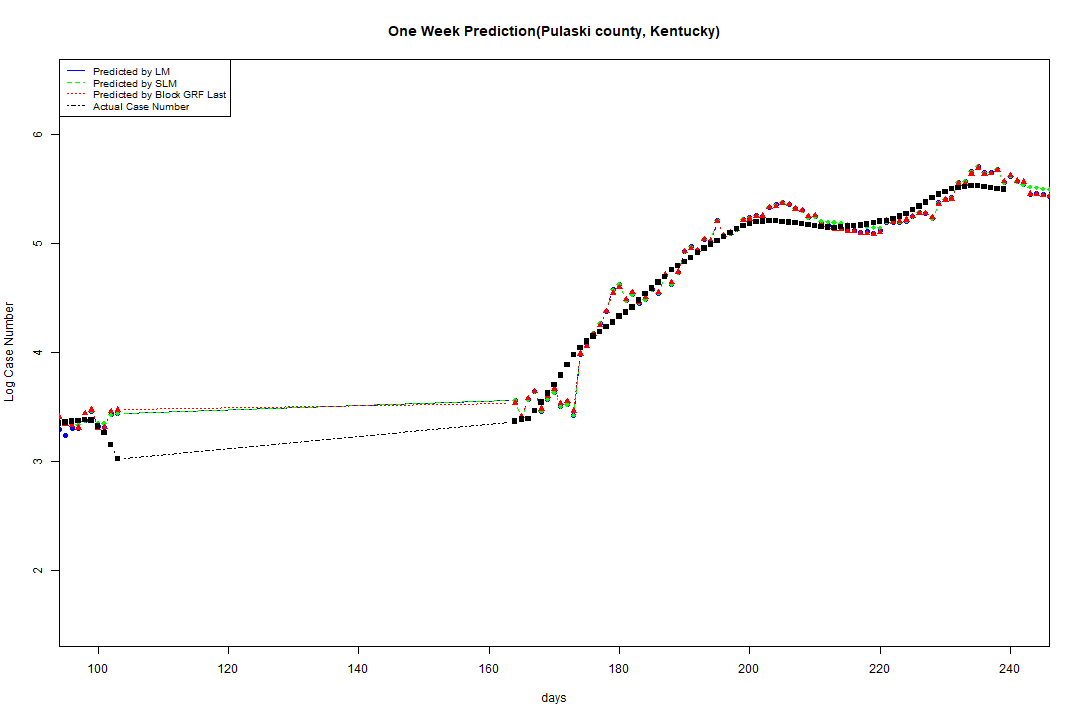 One Week Prediction(Pulaski county, Kentucky)
Predicted by LM
Predicted by SLM
Predicted by Block GRF Last
Actual Case Number
6
5
4
3
2
Log Case Number
100 120 140 160 180 200 220 240
days